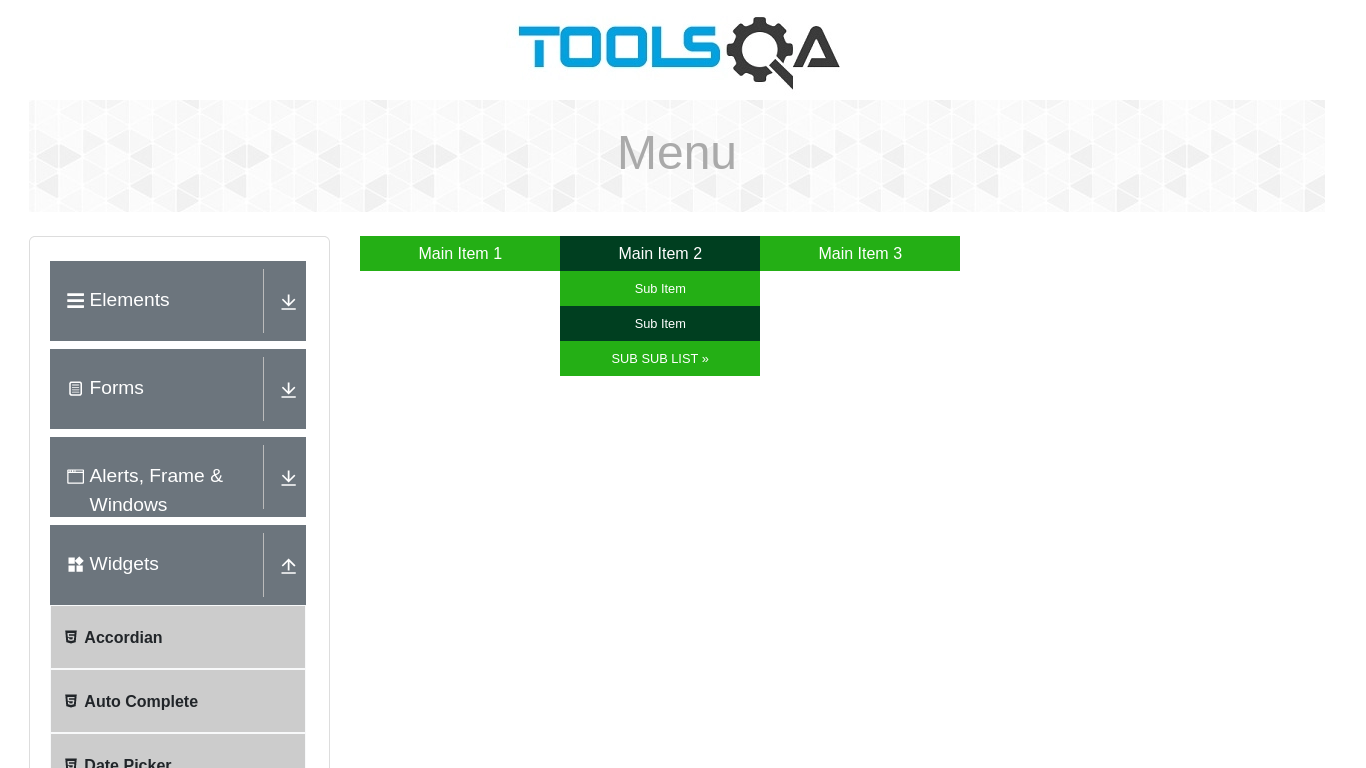 TOOLSQA
Menu
Elements
Forms
Alerts, Frame &
Windows
Widgets
Accordian
Auto Complete
Date Picker
Main Item 1
Main Item 2
Main Item 3
Sub Item
Sub Item
SUB SUB LIST »